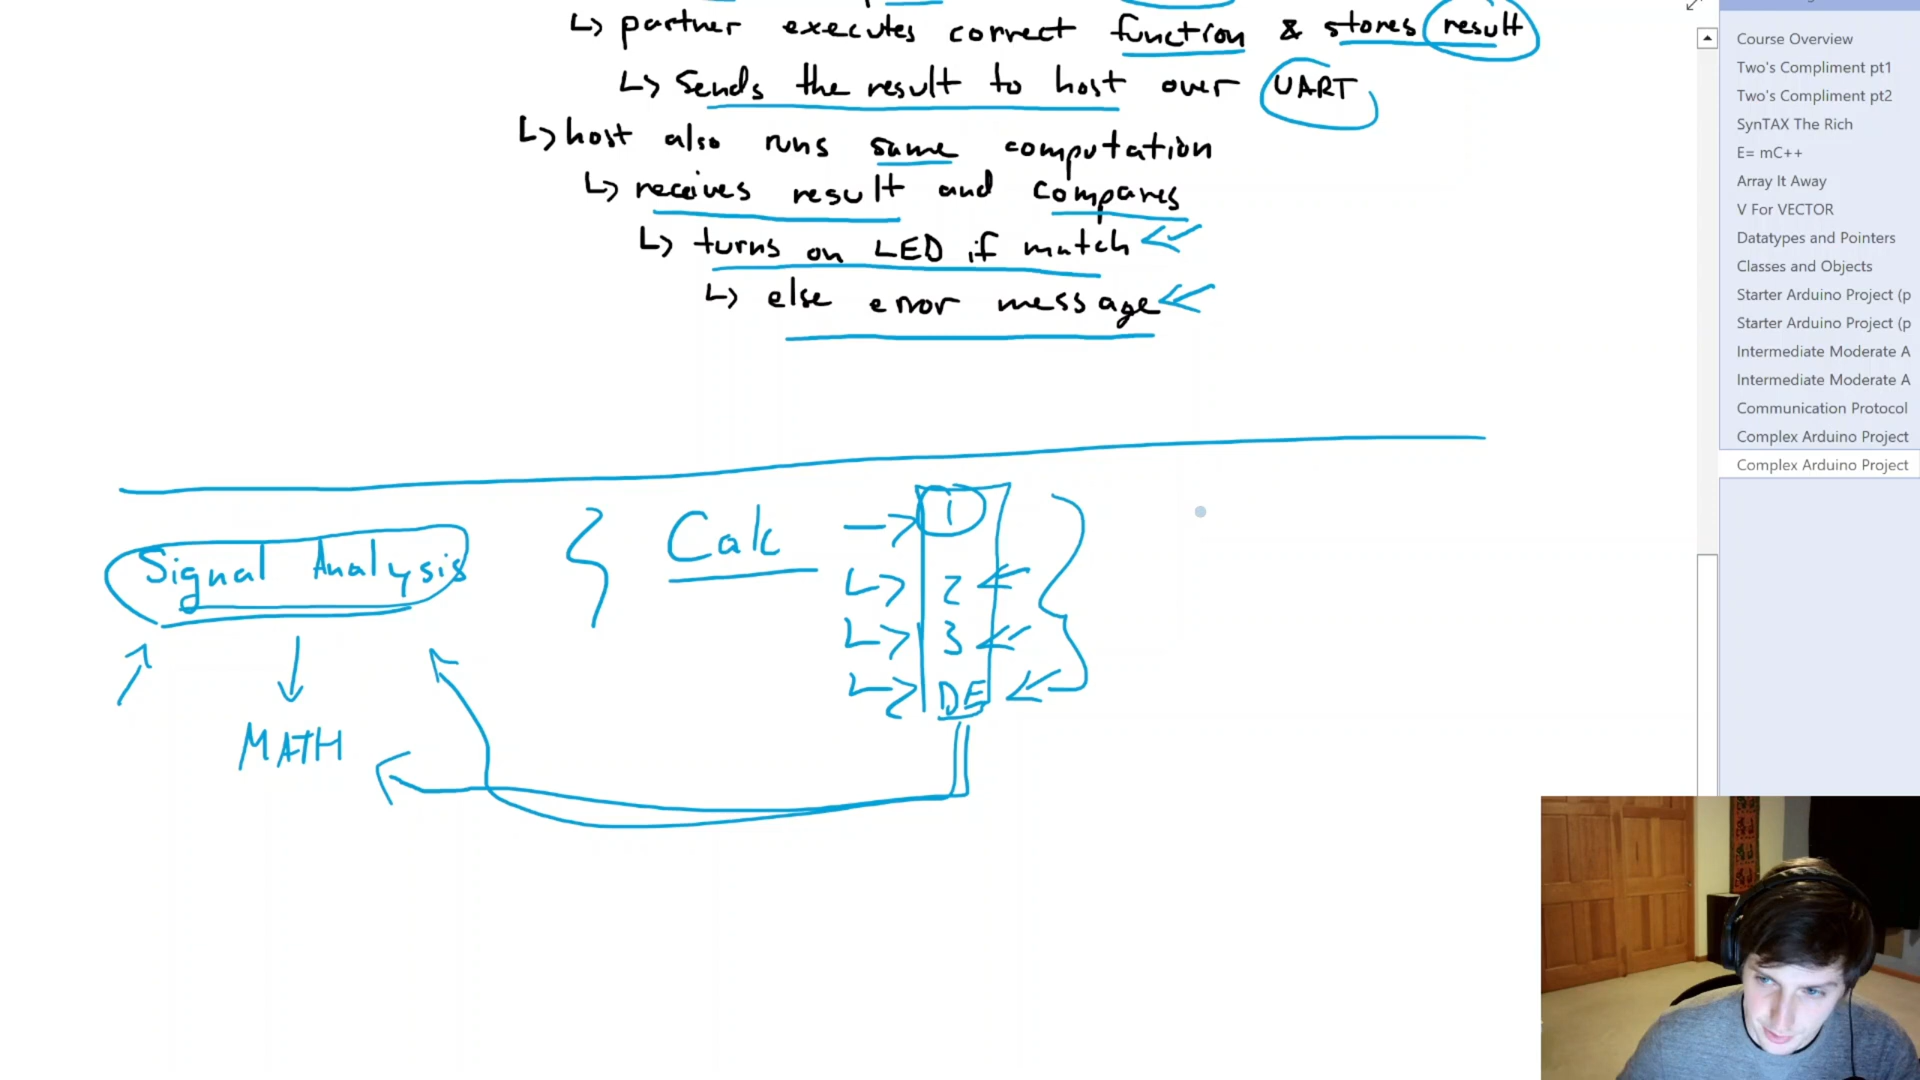 ↳ partner executes correct function & stores result
↳ Sends the result to host over UART
↳ host also runs same computation
↳ receives result and compares
↳ turns on LED if match
↳ else error message
Signal Analysis
MATH
Calc
1
2
3
DE
Course Overview
Two's Compliment pt1
Two's Compliment pt2
SynTAX The Rich
E= mC++
Array It Away
V For VECTOR
Datatypes and Pointers
Classes and Objects
Starter Arduino Project (p
Starter Arduino Project (p
Intermediate Moderate A
Intermediate Moderate A
Communication Protocol
Complex Arduino Project
Complex Arduino Project